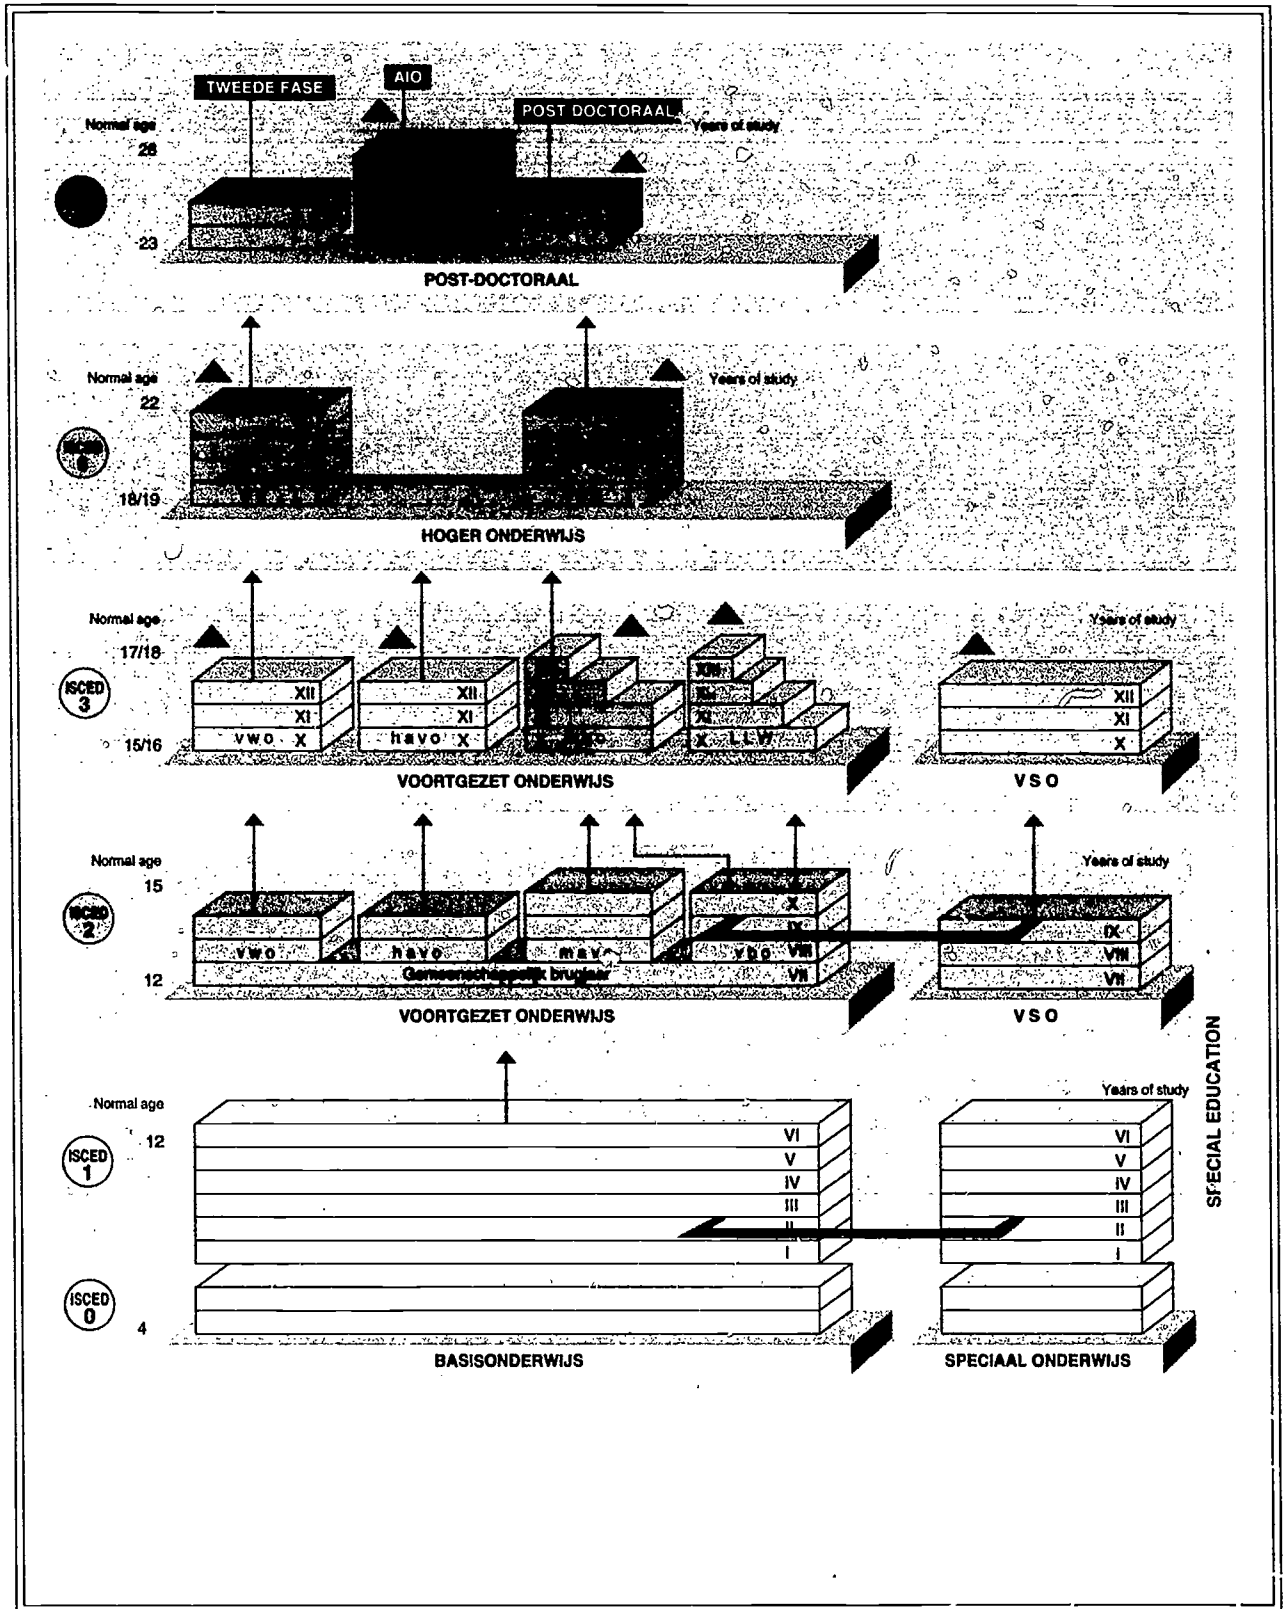 AIO
TWEEDE FASE
POST DOCTORAAL
Normal age
Years of study
26
23
POST-DOCTORAAL
Normal age
Years of study
22
18/19
HOGER ONDERWIJS
Normal age
Years of study
17/18
ISCED
3
XII
XII
XIII
XII
XII
XI
XI
XI
XI
15/16
vwo X
havo X
X LLW
X
VOORTGEZET ONDERWIJS
VSO
Normal age
Years of study
15
ISCED
2
X
IX
IX
vwo
havo
mavo
vbo VIII
VIII
12
Gemeenschappelijk brugjaar
VII
VII
VOORTGEZET ONDERWIJS
VSO
SPECIAL EDUCATION
Normal age
Years of study
12
ISCED
1
VI
VI
V
V
IV
IV
III
III
II
II
I
I
ISCED
0
4
BASISONDERWIJS
SPECIAAL ONDERWIJS